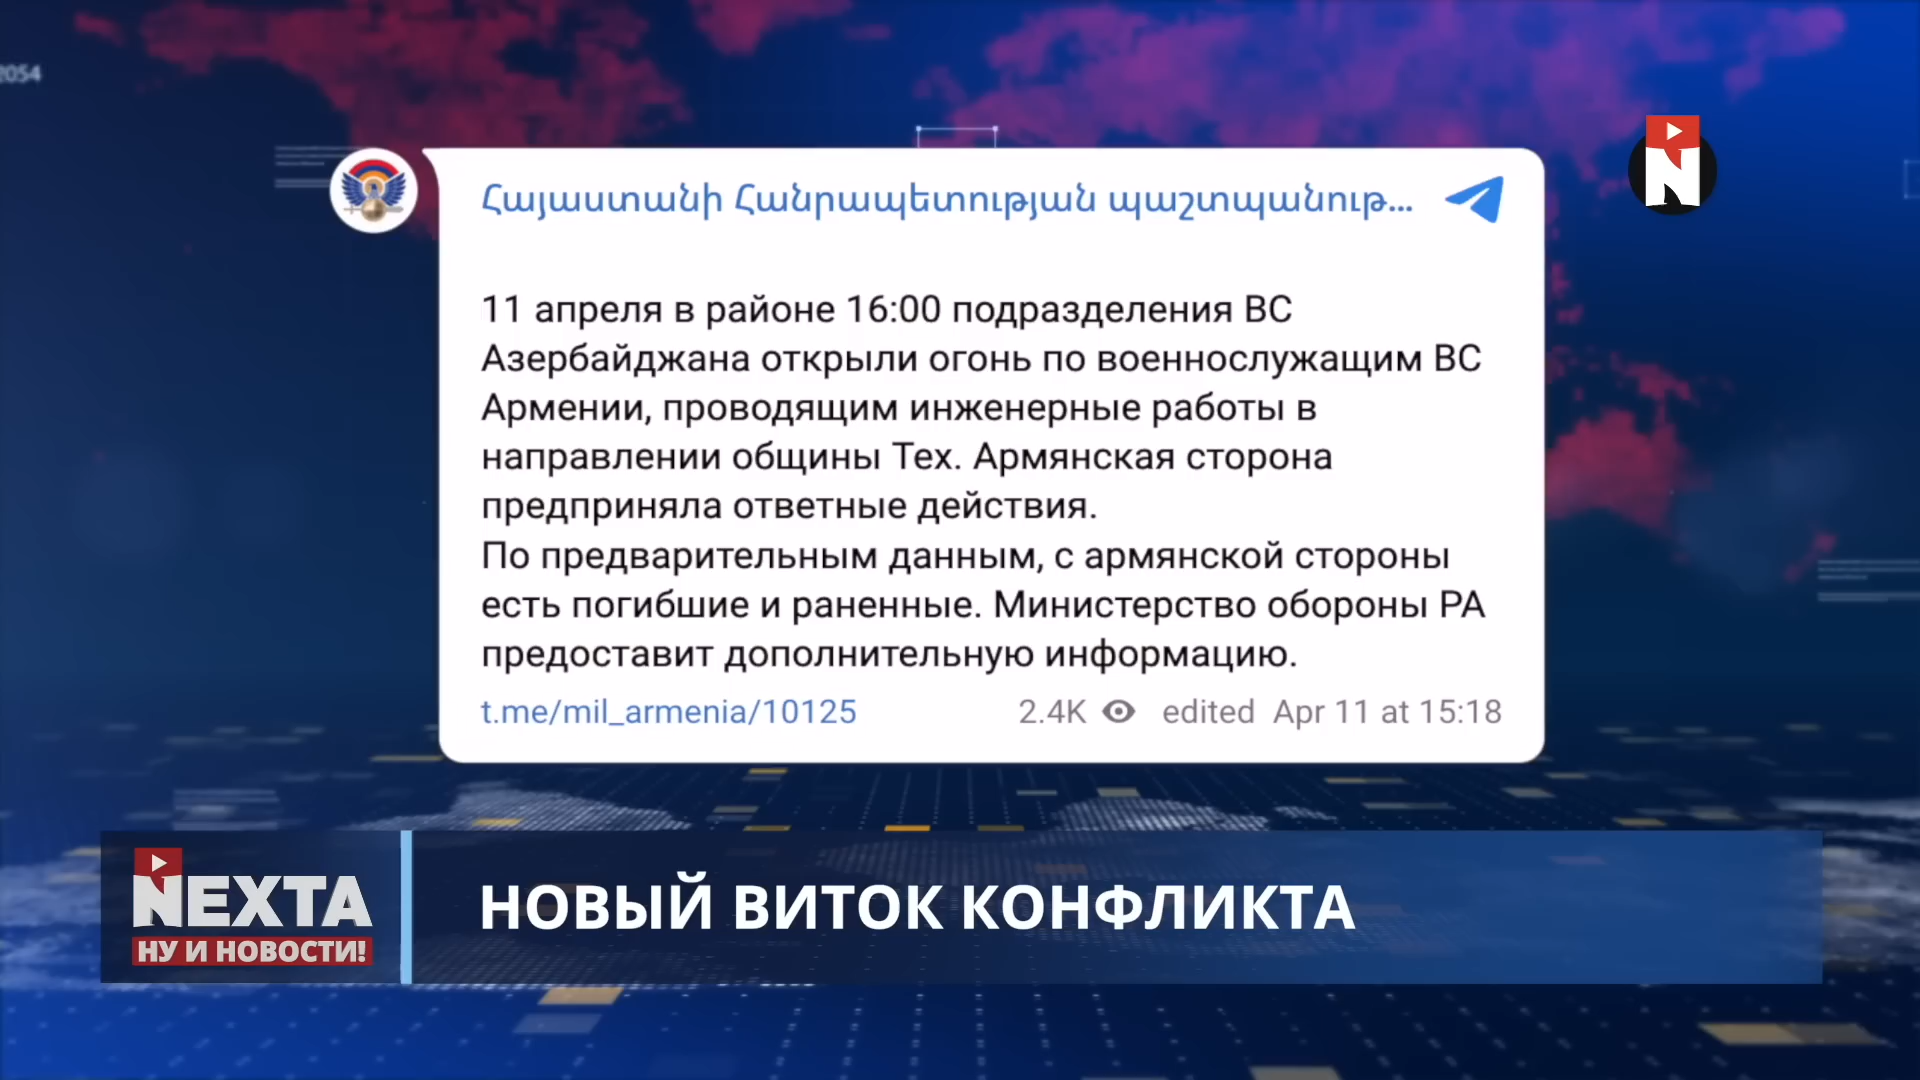 2054
Հայաստանի Հանրապետության պաշտպանութ...
11 апреля в районе 16:00 подразделения ВС
Азербайджана открыли огонь по военнослужащим ВС
Армении, проводящим инженерные работы в
направлении общины Тех. Армянская сторона
предприняла ответные действия.
По предварительным данным, с армянской стороны
есть погибшие и раненные. Министерство обороны РА
предоставит дополнительную информацию.
t.me/mil_armenia/10125 2.4K edited Apr 11 at 15:18
N
NEXTA
НУ И НОВОСТИ!
НОВЫЙ ВИТОК КОНФЛИКТА